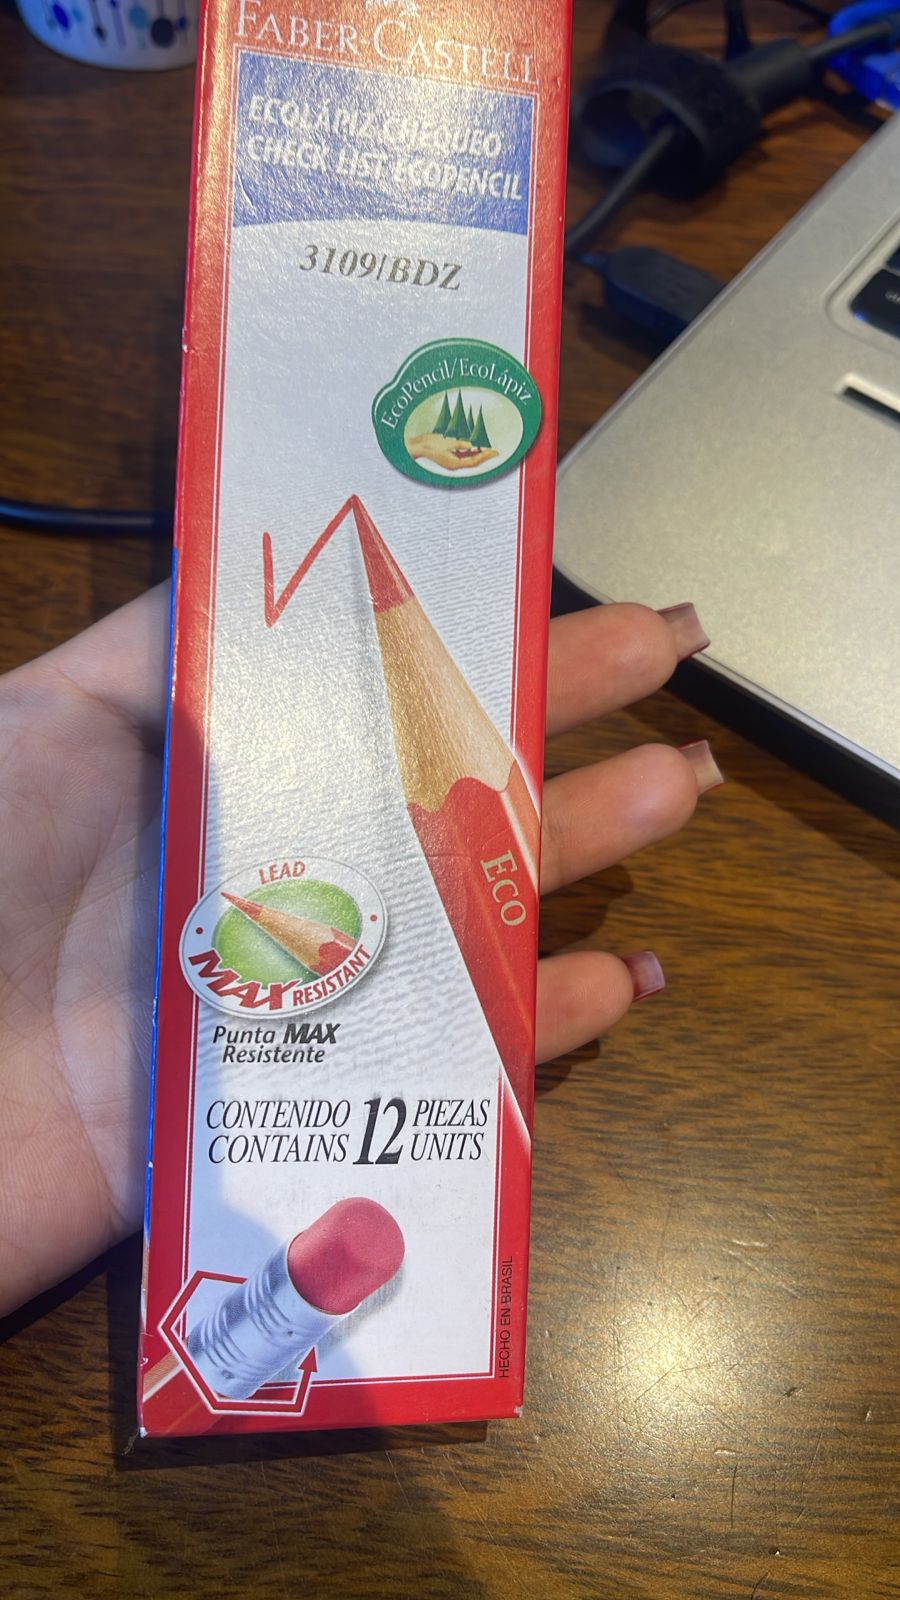 FABER-CASTELL
ECOLÁPIZ CHEQUEO
CHECK LIST ECOPENCIL
3109/BDZ
EcoPencil/EcoLápiz
ECO
LEAD
MAX RESISTANT
Punta MAX
Resistente
CONTENIDO 12 PIEZAS
CONTAINS UNITS
HECHO EN BRASIL